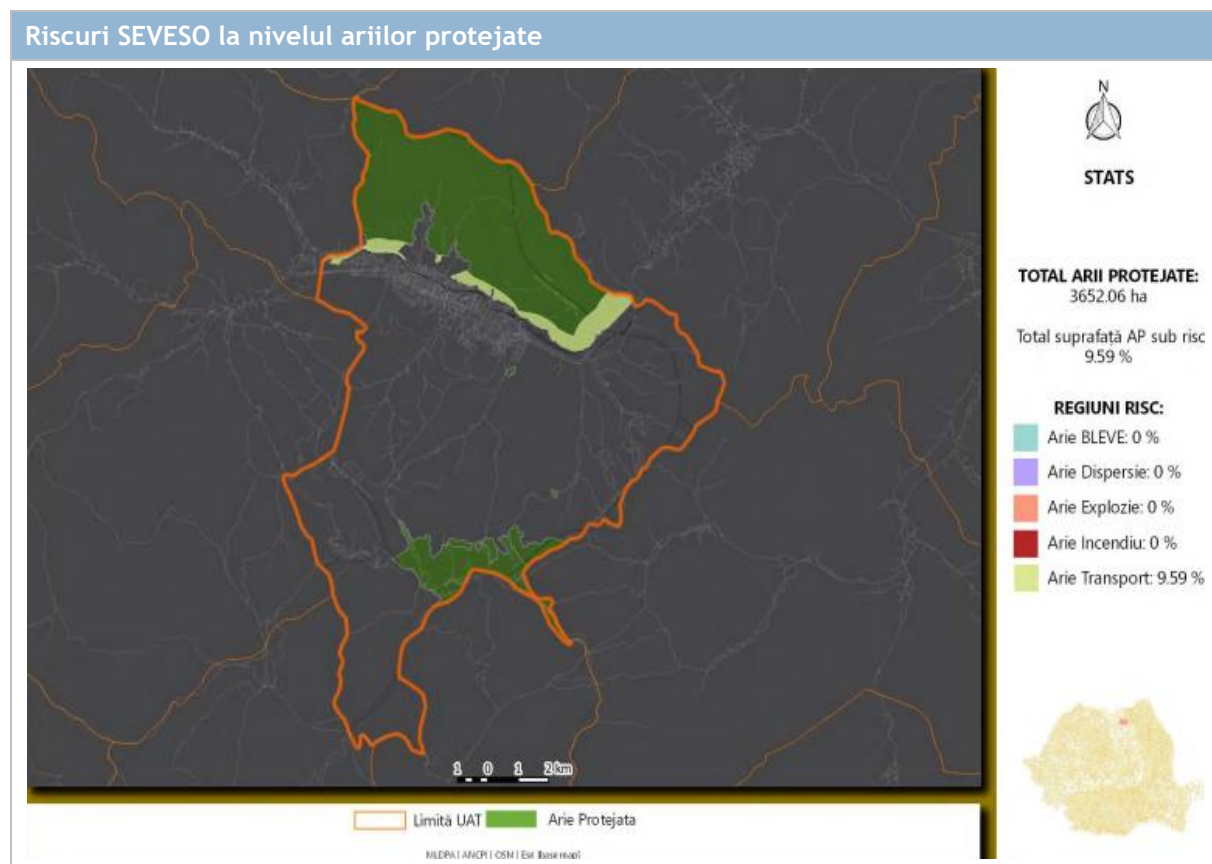 Riscuri SEVESO la nivelul ariilor protejate
N
STATS
TOTAL ARII PROTEJATE:
3652.06 ha
Total suprafață AP sub risc
9.59 %
REGIUNI RISC:
Arie BLEVE: 0 %
Arie Dispersie: 0 %
Arie Explozie: 0 %
Arie Incendiu: 0 %
Arie Transport: 9.59 %
1 0 1 2 km
Limită UAT
Arie Protejata
MLDPA | ANCPI | OSM | Esri [base map]